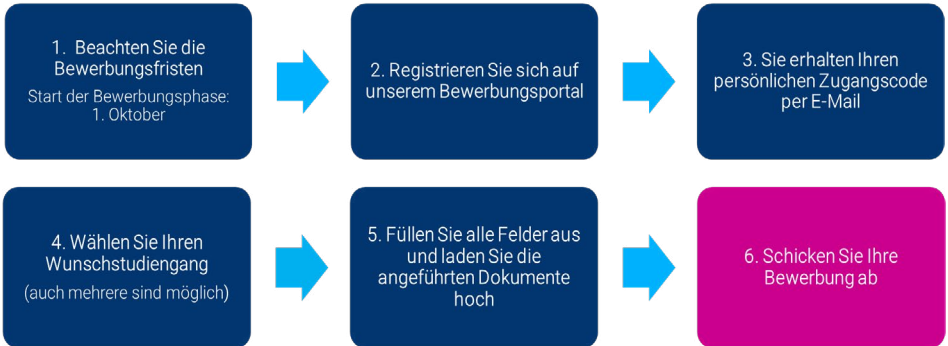 1. Beachten Sie die
Bewerbungsfristen
Start der Bewerbungsphase:
1. Oktober
2. Registrieren Sie sich auf
unserem Bewerbungsportal
3. Sie erhalten Ihren
persönlichen Zugangscode
per E-Mail
4. Wählen Sie Ihren
Wunschstudiengang
(auch mehrere sind möglich)
5. Füllen Sie alle Felder aus
und laden Sie die
angeführten Dokumente
hoch
6. Schicken Sie Ihre
Bewerbung ab